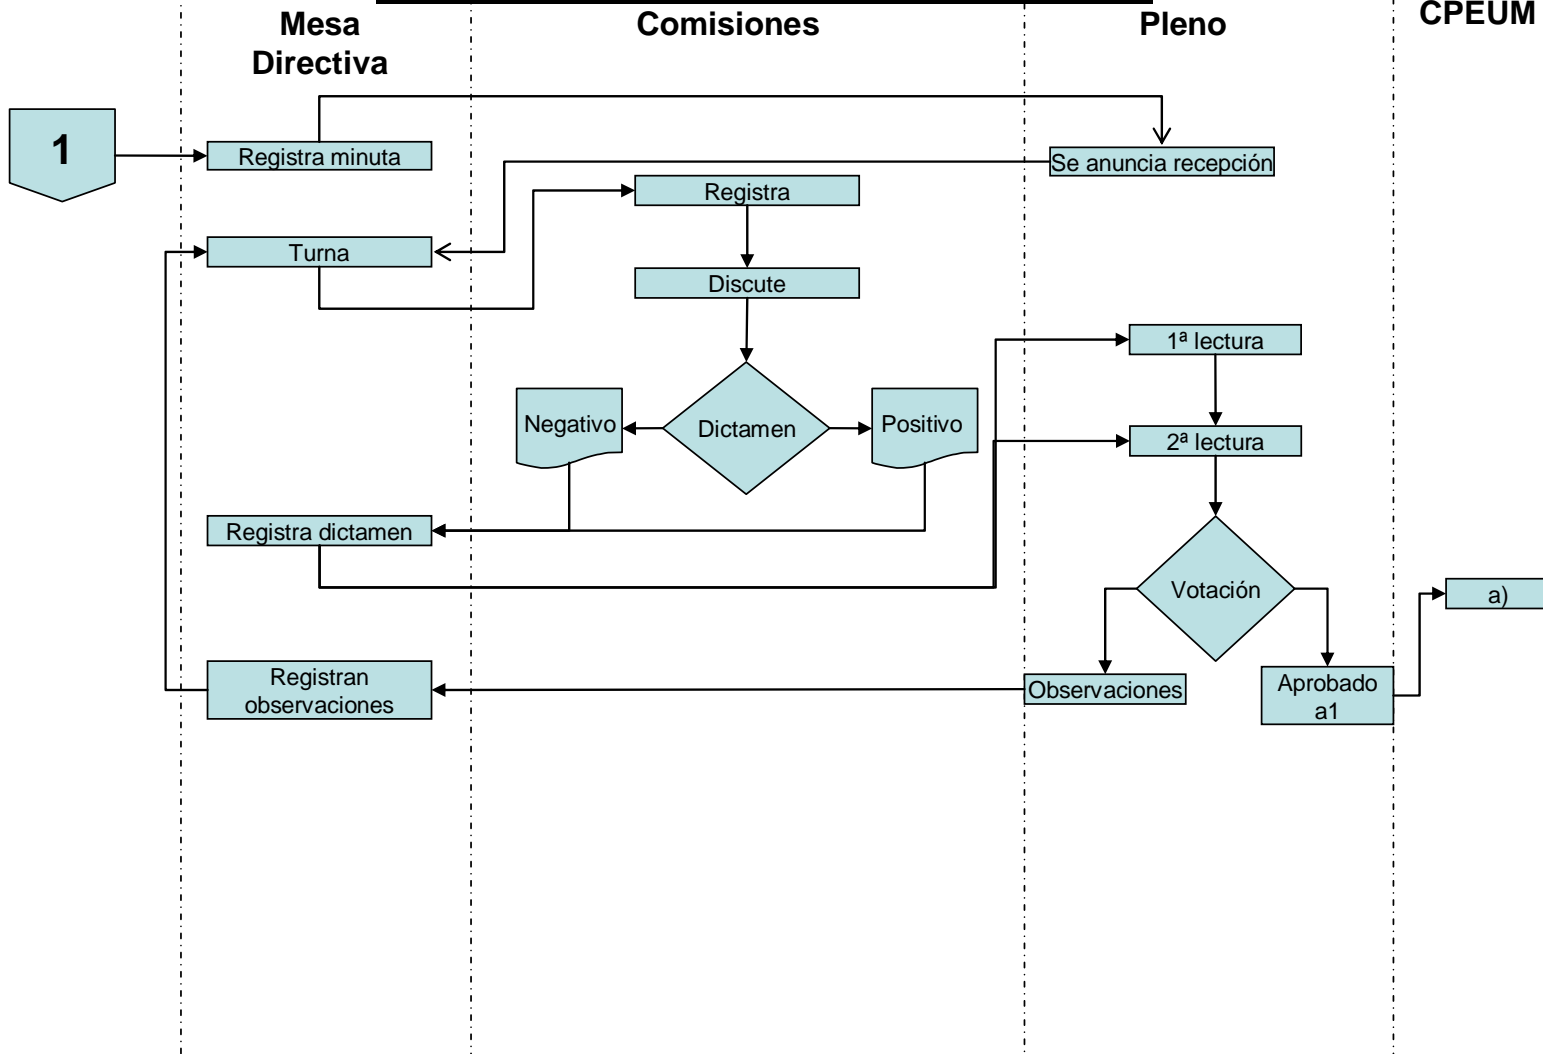 Mesa
Directiva
Comisiones
Pleno
CPEUM
1
Registra minuta
Se anuncia recepción
Registra
Turna
Discute
1ª lectura
Negativo
Dictamen
Positivo
2ª lectura
Registra dictamen
Votación
a)
Registran
observaciones
Observaciones
Aprobado
a1